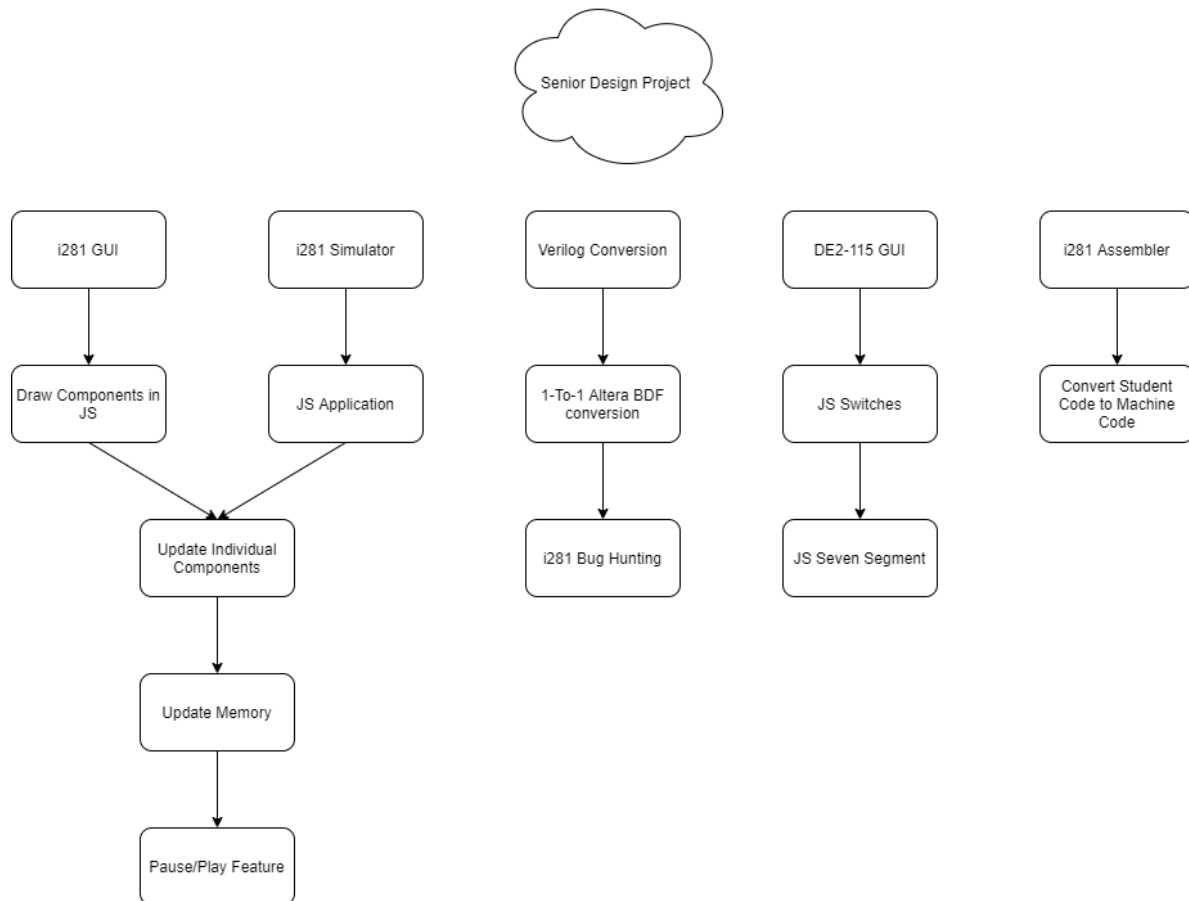 Senior Design Project
i281 GUI
i281 Simulator
Verilog Conversion
DE2-115 GUI
i281 Assembler
Draw Components in
JS
JS Application
1-To-1 Altera BDF
conversion
JS Switches
Convert Student
Code to Machine
Code
Update Individual
Components
i281 Bug Hunting
JS Seven Segment
Update Memory
Pause/Play Feature